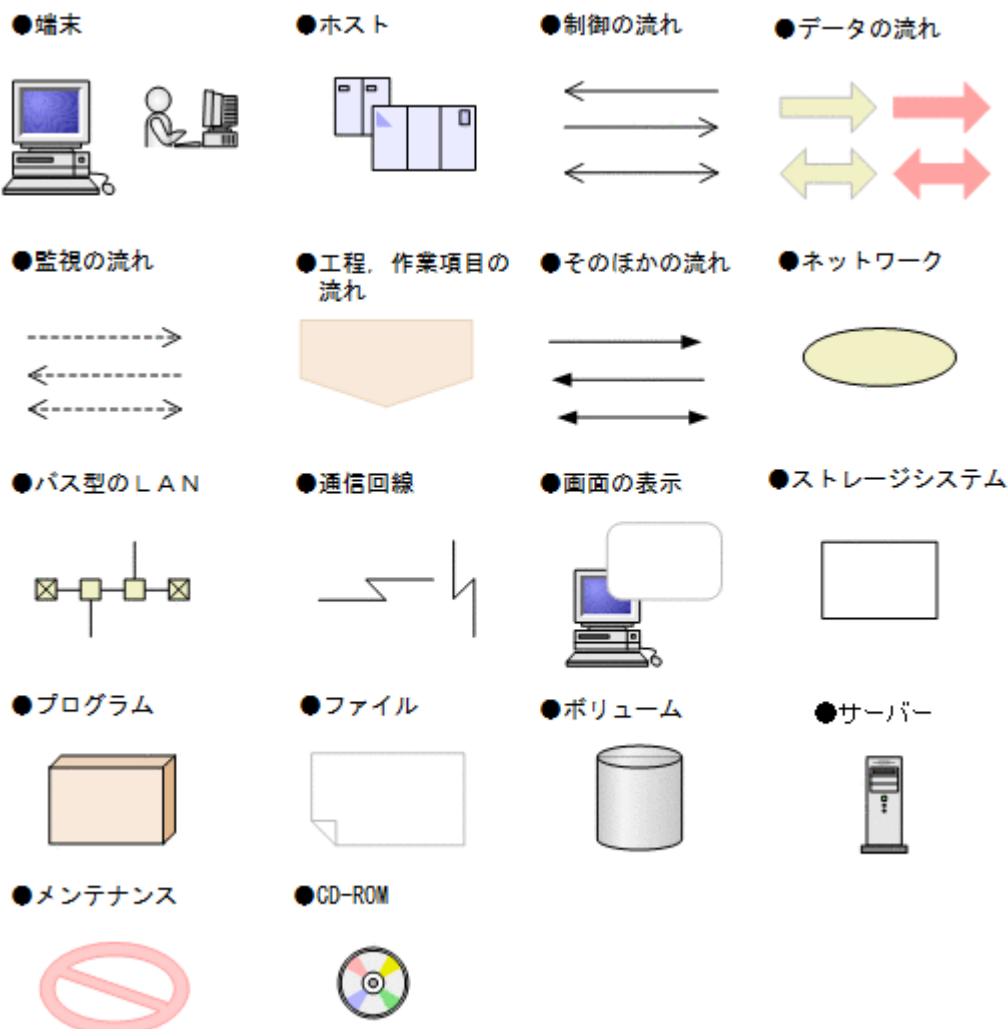 ●端末
●ホスト
●制御の流れ
●データの流れ
●監視の流れ
●工程，作業項目の
流れ
●そのほかの流れ
●ネットワーク
●バス型のＬＡＮ
●通信回線
●画面の表示
●ストレージシステム
●プログラム
●ファイル
●ボリューム
●サーバー
●メンテナンス
●CD-ROM